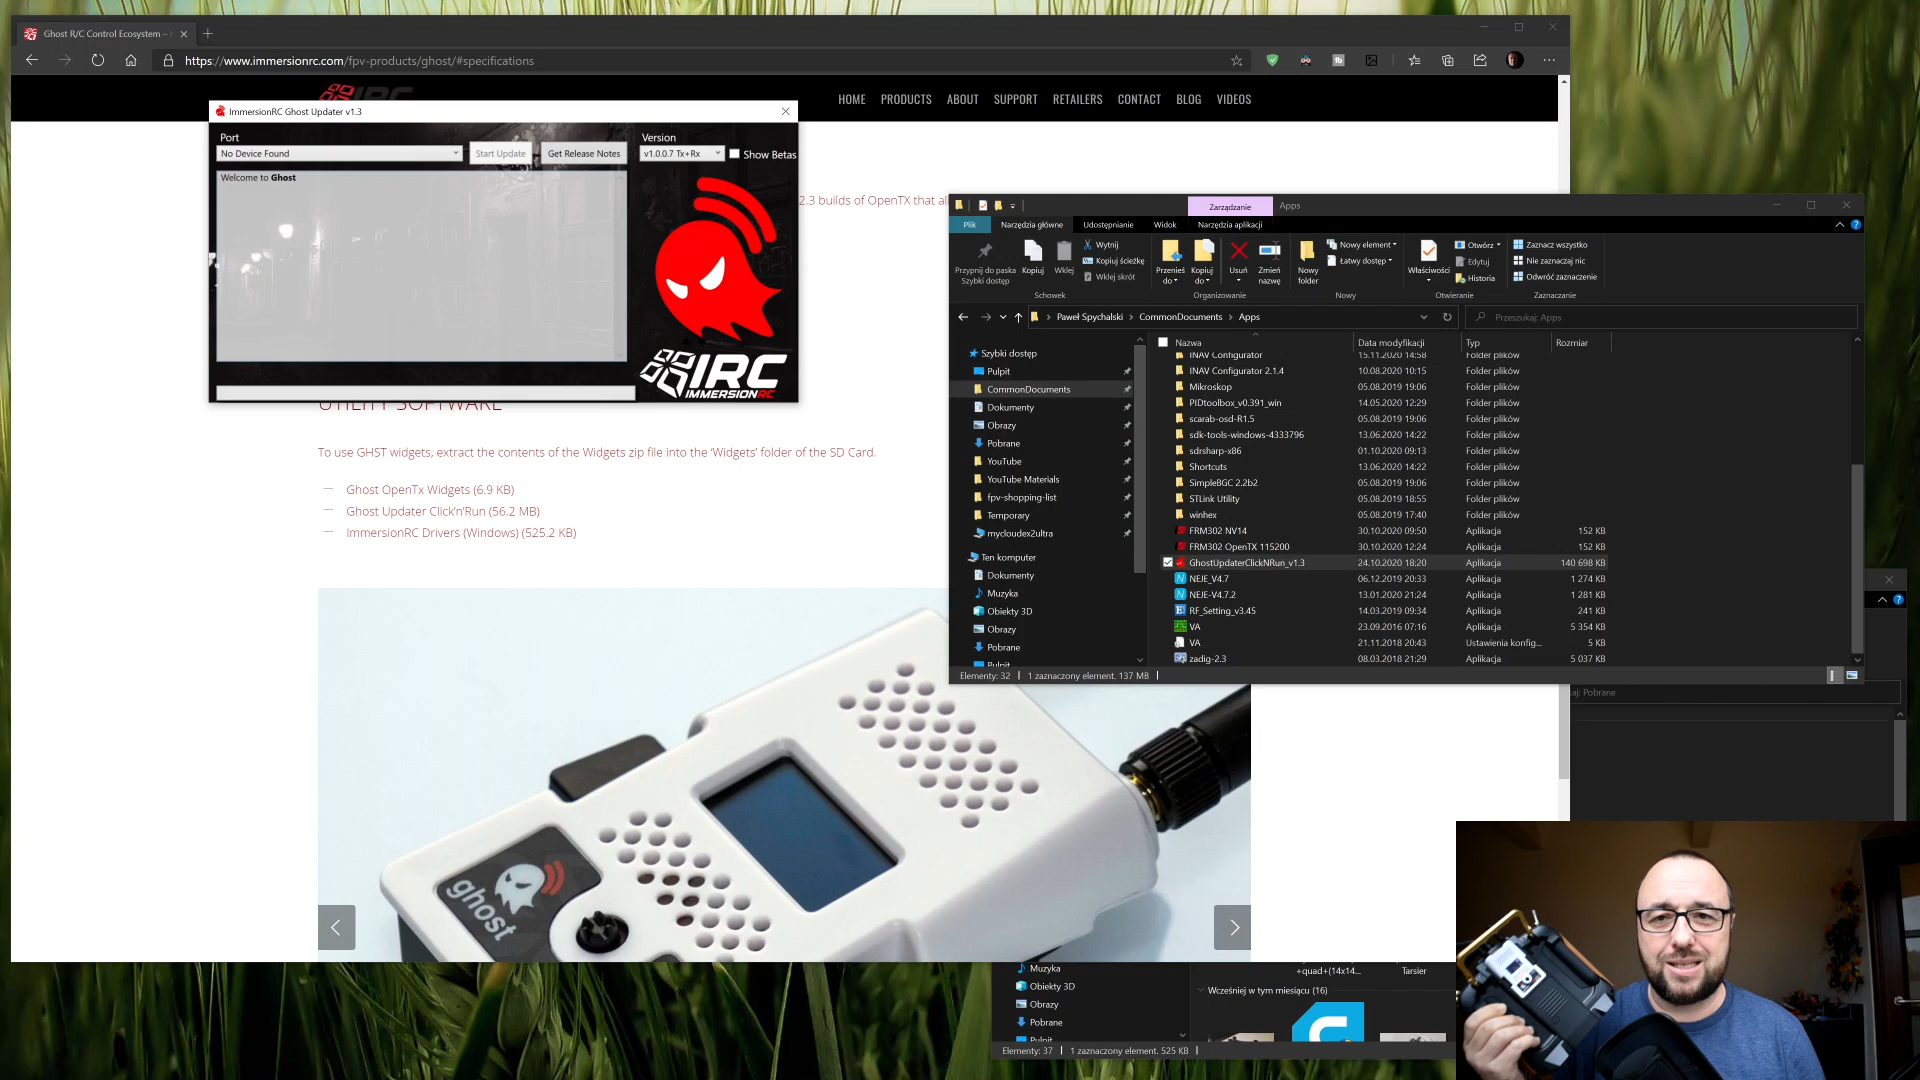 Ghost R/C Control Ecosystem –
https://www.immersionrc.com/fpv-products/ghost/#specifications
HOME PRODUCTS ABOUT SUPPORT RETAILERS CONTACT BLOG VIDEOS
ImmersionRC Ghost Updater v1.3
Port
No Device Found
Start Update
Get Release Notes
Version
v1.0.0.7 Tx+Rx
Show Betas
Welcome to Ghost
IRC
IMMERSIONRC
2.3 builds of OpenTX that al
UTILITY SOFTWARE
To use GHST widgets, extract the contents of the Widgets zip file into the ‘Widgets’ folder of the SD Card.
Ghost OpenTx Widgets (6.9 KB)
Ghost Updater Click’n’Run (56.2 MB)
ImmersionRC Drivers (Windows) (525.2 KB)
ghost
Zarządzanie
Apps
Plik
Narzędzia główne
Udostępnianie
Widok
Narzędzia aplikacji
Przypnij do paska
Szybki dostęp
Kopiuj
Wklej
Wytnij
Kopiuj ścieżkę
Wklej skrót
Schowek
Przenieś
do
Kopiuj
do
Usuń
Zmień
nazwę
Organizowanie
Nowy
folder
Nowy element
Łatwy dostęp
Nowy
Właściwości
Otwórz
Edytuj
Historia
Otwieranie
Zaznacz wszystko
Nie zaznaczaj nic
Odwróć zaznaczenie
Zaznaczanie
Paweł Spychalski
CommonDocuments
Apps
Przeszukaj: Apps
Szybki dostęp
Pulpit
CommonDocuments
Dokumenty
Obrazy
Pobrane
YouTube
YouTube Materials
fpv-shopping-list
Temporary
mycloudex2ultra
Ten komputer
Dokumenty
Muzyka
Obiekty 3D
Obrazy
Pobrane
Pulpit
Nazwa Data modyfikacji Typ Rozmiar
INAV Configurator 15.11.2020 14:58 Folder plików
INAV Configurator 2.1.4 10.08.2020 10:15 Folder plików
Mikroskop 05.08.2019 19:06 Folder plików
PIDtoolbox_v0.391_win 14.05.2020 12:29 Folder plików
scarab-osd-R1.5 05.08.2019 19:06 Folder plików
sdk-tools-windows-4333796 13.06.2020 14:22 Folder plików
sdrsharp-x86 01.10.2020 09:13 Folder plików
Shortcuts 13.06.2020 14:22 Folder plików
SimpleBGC 2.2b2 05.08.2019 19:06 Folder plików
STLink Utility 05.08.2019 18:55 Folder plików
winhex 05.08.2019 17:40 Folder plików
FRM302 NV14 30.10.2020 09:50 Aplikacja 152 KB
FRM302 OpenTX 115200 30.10.2020 12:24 Aplikacja 152 KB
GhostUpdaterClickNRun_v1.3 24.10.2020 18:20 Aplikacja 140 698 KB
NEJE_V4.7 06.12.2019 20:33 Aplikacja 1 274 KB
NEJE-V4.7.2 13.01.2020 21:24 Aplikacja 1 281 KB
RF_Setting_v3.45 14.03.2019 09:34 Aplikacja 241 KB
VA 23.09.2016 07:16 Aplikacja 5 354 KB
VA 21.11.2018 20:43 Ustawienia konfig... 5 KB
zadig-2.3 08.03.2018 21:29 Aplikacja 5 037 KB
Elementy: 32 1 zaznaczony element. 137 MB
aj: Pobrane
Muzyka
Obiekty 3D
Obrazy
Pobrane
Pulpit
+quad+(14x14...
Tarsier
Wcześniej w tym miesiącu (16)
Elementy: 37 1 zaznaczony element. 525 KB